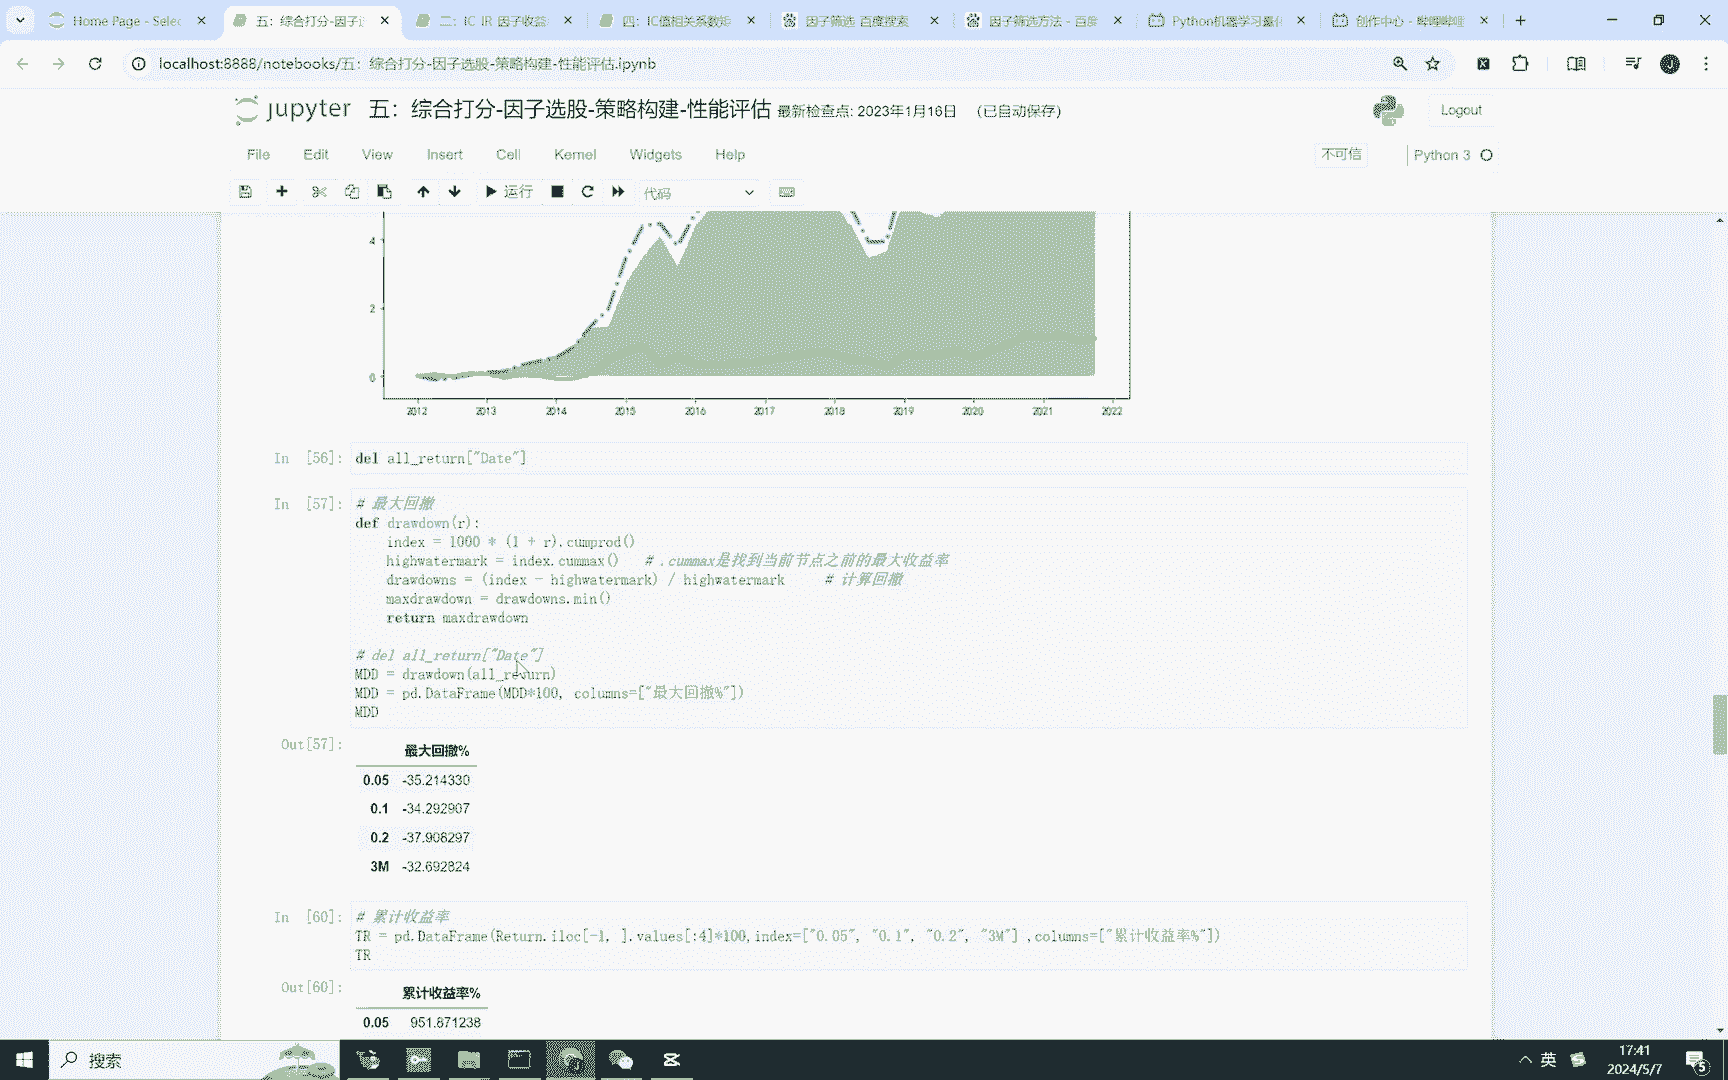 Home Page - Selec
五：综合打分-因子
二：IC IR 因子收益
四：IC值相关系数矩
因子筛选_百度搜索
因子筛选方法 - 百度
Python机器学习量化
创作中心 - 哔哩哔哩
localhost:8888/notebooks/五：综合打分-因子选股-策略构建-性能评估.ipynb
jupyter 五：综合打分-因子选股-策略构建-性能评估 最新检查点: 2023年1月16日 （已自动保存）
Logout
File Edit View Insert Cell Kernel Widgets Help
不可信
Python 3
运行
代码
4
2
0
2012 2013 2014 2015 2016 2017 2018 2019 2020 2021 2022
In [56]: del all_return["Date"]
In [57]: # 最大回撤
def drawdown(r):
index = 1000 * (1 + r).cumprod()
highwatermark = index.cummax() # .cummax是找到当前节点之前的最大收益率
drawdowns = (index - highwatermark) / highwatermark # 计算回撤
maxdrawdown = drawdowns.min()
return maxdrawdown
# del all_return["Date"]
MDD = drawdown(all_return)
MDD = pd.DataFrame(MDD*100, columns=["最大回撤%"])
MDD
Out[57]:
最大回撤%
0.05 -35.214330
0.1 -34.292907
0.2 -37.908297
3M -32.692824
In [60]: # 累计收益率
TR = pd.DataFrame(Return.iloc[-1, ].values[:4]*100,index=["0.05", "0.1", "0.2", "3M"] ,columns=["累计收益率%"])
TR
Out[60]:
累计收益率%
0.05 951.871238
搜索
英
17:41
2024/5/7
5